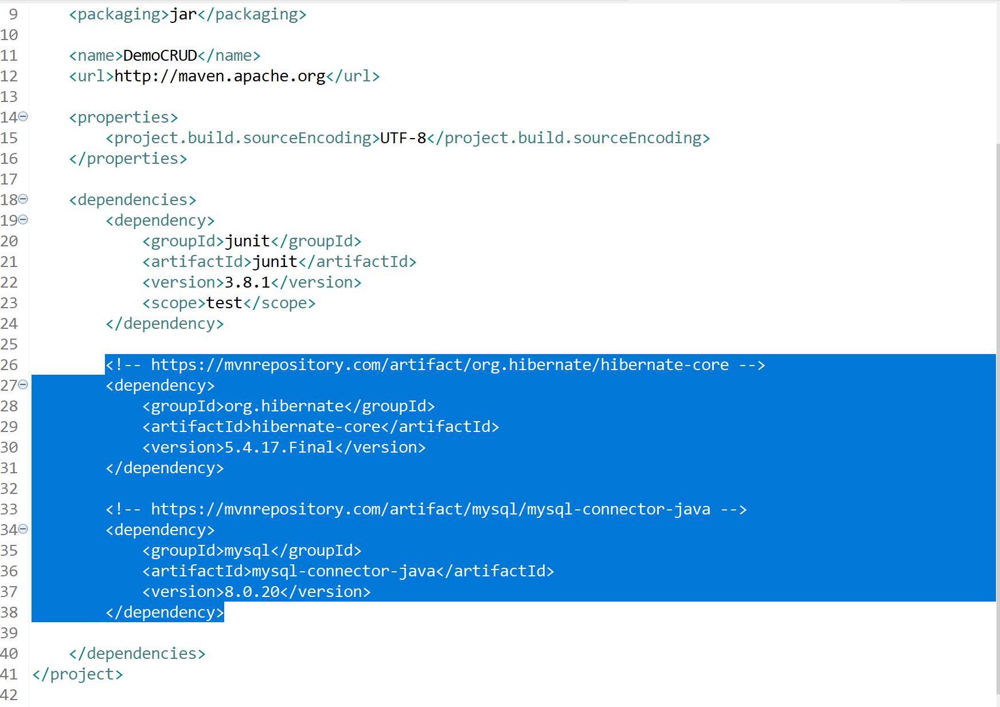 9 <packaging>jar</packaging>
10
11 <name>DemoCRUD</name>
12 <url>http://maven.apache.org</url>
13
14 <properties>
15 <project.build.sourceEncoding>UTF-8</project.build.sourceEncoding>
16 </properties>
17
18 <dependencies>
19 <dependency>
20 <groupId>junit</groupId>
21 <artifactId>junit</artifactId>
22 <version>3.8.1</version>
23 <scope>test</scope>
24 </dependency>
25
26 <!-- https://mvnrepository.com/artifact/org.hibernate/hibernate-core -->
27 <dependency>
28 <groupId>org.hibernate</groupId>
29 <artifactId>hibernate-core</artifactId>
30 <version>5.4.17.Final</version>
31 </dependency>
32
33 <!-- https://mvnrepository.com/artifact/mysql/mysql-connector-java -->
34 <dependency>
35 <groupId>mysql</groupId>
36 <artifactId>mysql-connector-java</artifactId>
37 <version>8.0.20</version>
38 </dependency>
39
40 </dependencies>
41 </project>
42